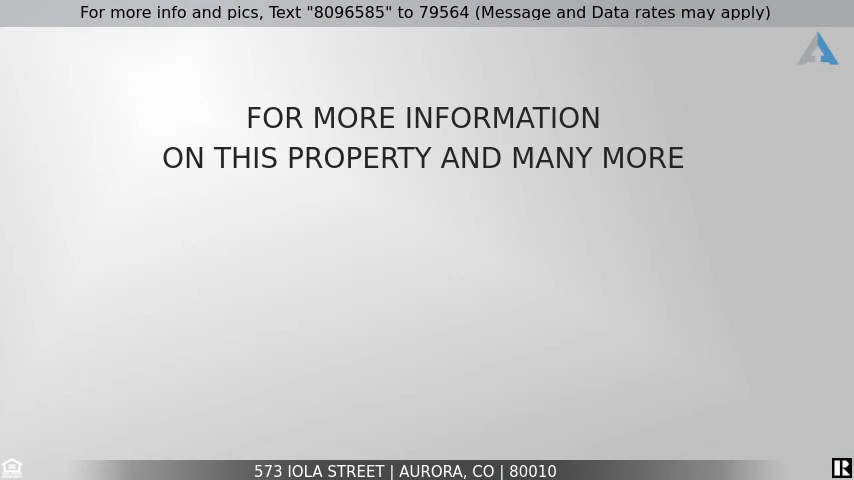 For more info and pics, Text "8096585" to 79564 (Message and Data rates may apply)
FOR MORE INFORMATION
ON THIS PROPERTY AND MANY MORE
573 IOLA STREET | AURORA, CO | 80010